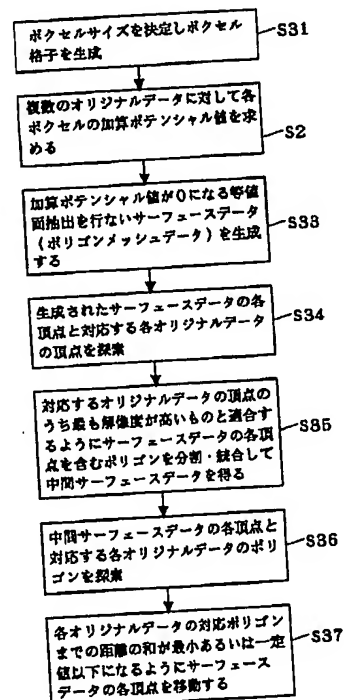 ボクセルサイズを決定しボクセル
格子を生成
S31
複数のオリジナルデータに対して各
ボクセルの加算ポテンシャル値を求
める
S2
加算ポテンシャル値が0になる等値
面抽出を行ないサーフェースデータ
(ポリゴンメッシュデータ)を生成
する
S33
生成されたサーフェースデータの各
頂点と対応する各オリジナルデータ
の頂点を探索
S34
対応するオリジナルデータの頂点の
うち最も解像度が高いものと適合す
るようにサーフェースデータの各頂
点を含むポリゴンを分割・統合して
中間サーフェースデータを得る
S35
中間サーフェースデータの各頂点と
対応する各オリジナルデータのポリ
ゴンを探索
S36
各オリジナルデータの対応ポリゴン
までの距離の和が最小あるいは一定
値以下になるようにサーフェース
データの各頂点を移動する
S37